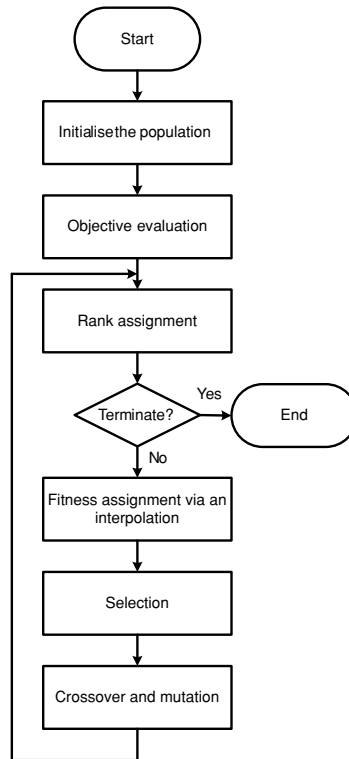 Start
Initialisethe population
Objective evaluation
Rank assignment
Terminate?
Yes
End
No
Fitness assignment via an
interpolation
Selection
Crossover and mutation